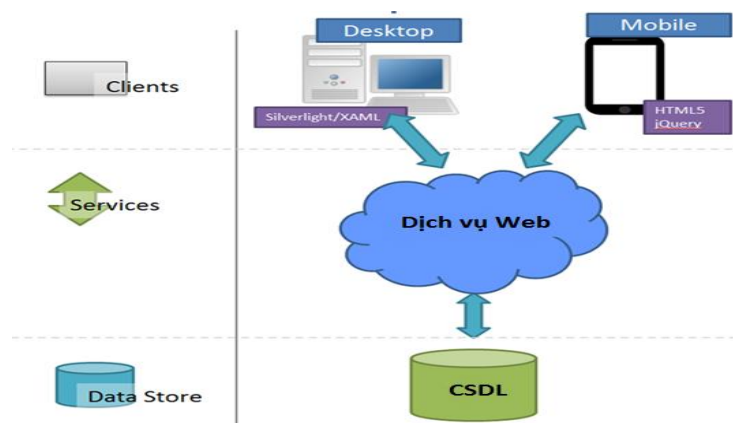 Desktop
Mobile
Clients
Silverlight/XAML
HTML5
jQuery
Services
Dịch vụ Web
Data Store
CSDL